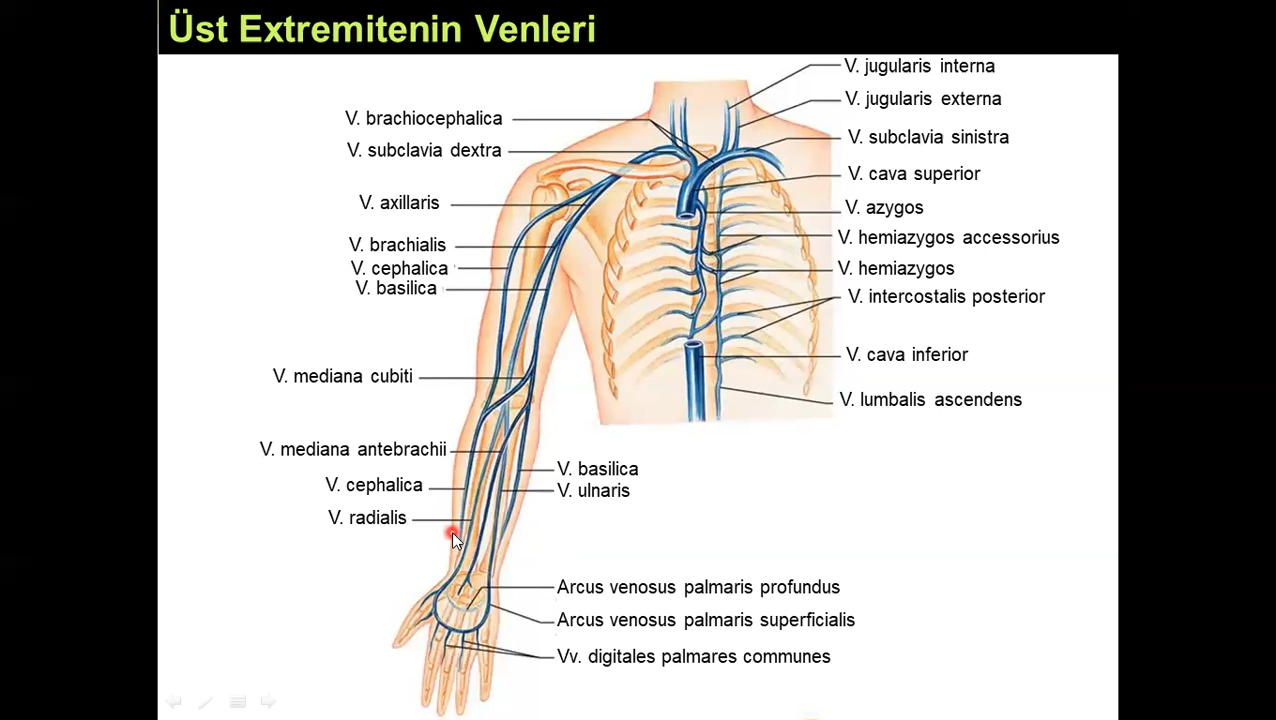 Üst Extremitenin Venleri
V. jugularis interna
V. jugularis externa
V. brachiocephalica
V. subclavia sinistra
V. subclavia dextra
V. cava superior
V. axillaris
V. azygos
V. brachialis
V. hemiazygos accessorius
V. cephalica
V. hemiazygos
V. basilica
V. intercostalis posterior
V. cava inferior
V. mediana cubiti
V. lumbalis ascendens
V. mediana antebrachii
V. basilica
V. cephalica
V. ulnaris
V. radialis
Arcus venosus palmaris profundus
Arcus venosus palmaris superficialis
Vv. digitales palmares communes